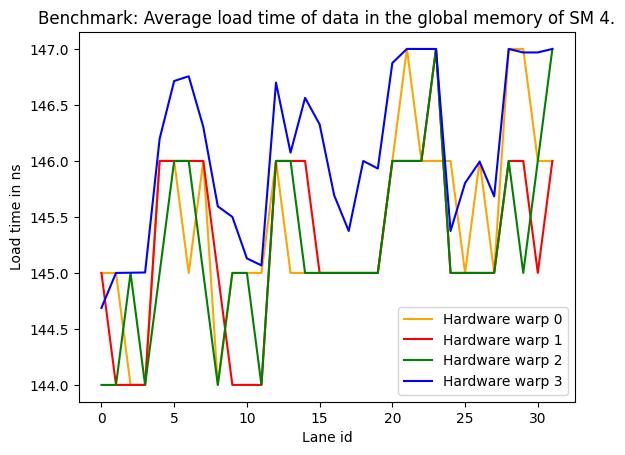 Benchmark: Average load time of data in the global memory of SM 4.
147.0
146.5
146.0
145.5
145.0
144.5
144.0
Load time in ns
0
5
10
15
20
25
30
Lane id
Hardware warp 0
Hardware warp 1
Hardware warp 2
Hardware warp 3